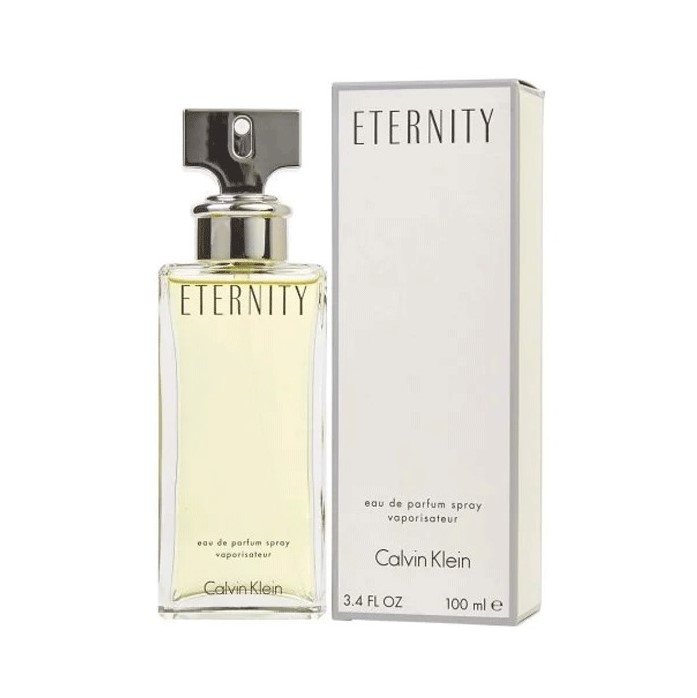 ETERNITY
eau de parfum spray
vaporisateur
Calvin Klein
ETERNITY
eau de parfum spray
vaporisateur
Calvin Klein
3.4 FL OZ 100 ml ℮